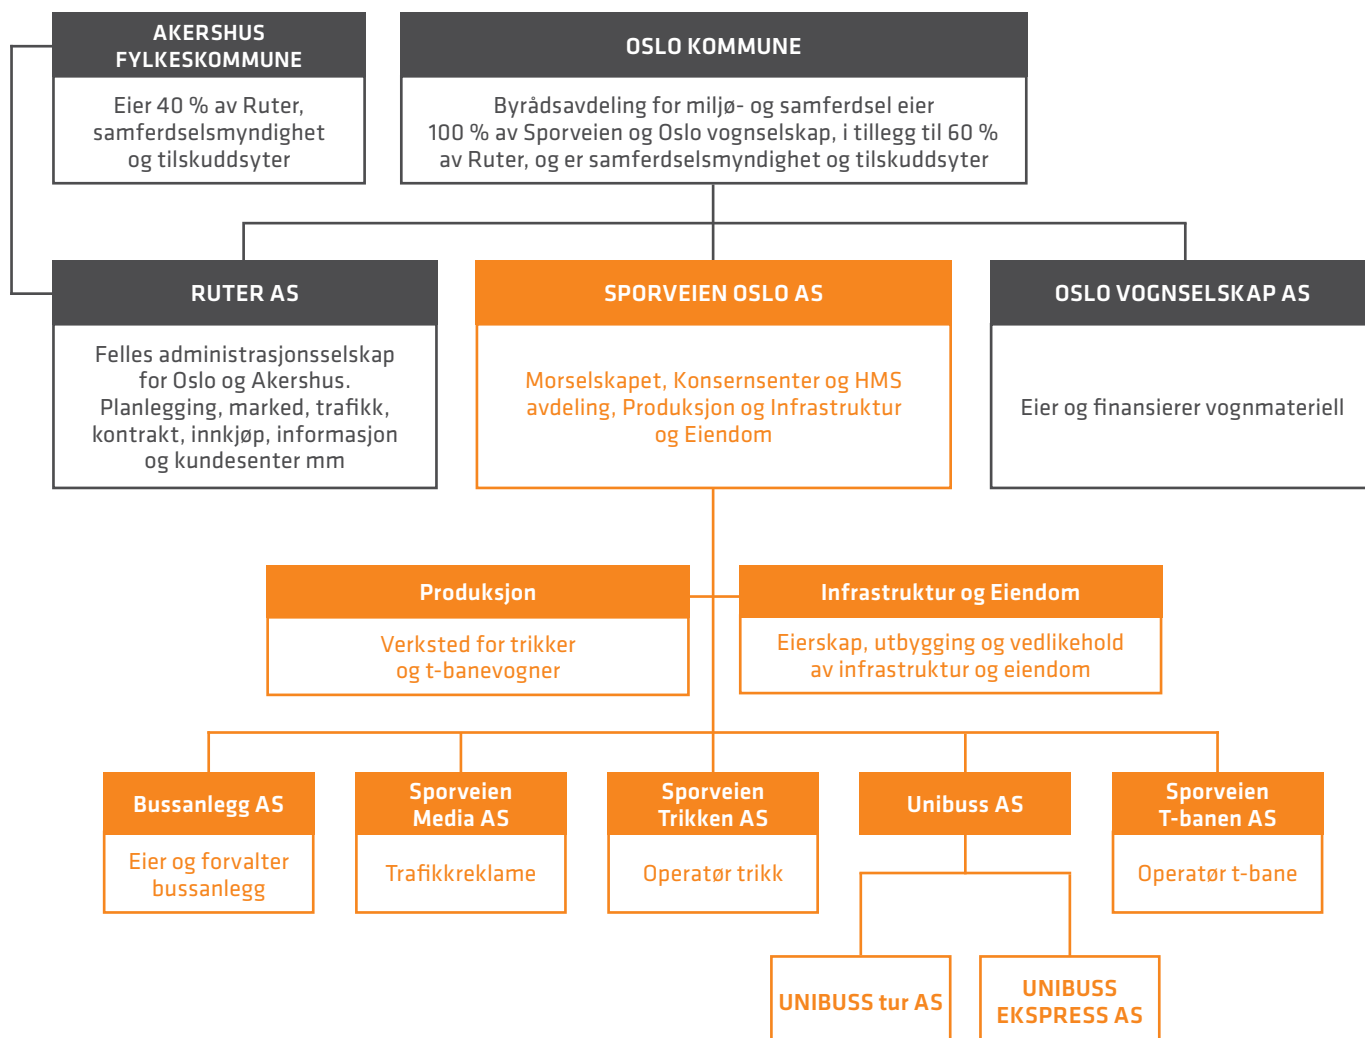 AKERSHUS
FYLKESKOMMUNE
Eier 40 % av Ruter,
samferdselsmyndighet
og tilskuddsyter
OSLO KOMMUNE
Byrådsavdeling for miljø- og samferdsel eier
100 % av Sporveien og Oslo vognselskap, i tillegg til 60 %
av Ruter, og er samferdselsmyndighet og tilskuddsyter
RUTER AS
Felles administrasjonsselskap
for Oslo og Akershus.
Planlegging, marked, trafikk,
kontrakt, innkjøp, informasjon
og kundesenter mm
SPORVEIEN OSLO AS
Morselskapet, Konsernsenter og HMS
avdeling, Produksjon og Infrastruktur
og Eiendom
OSLO VOGNSELSKAP AS
Eier og finansierer vognmateriell
Produksjon
Verksted for trikker
og t-banevogner
Infrastruktur og Eiendom
Eierskap, utbygging og vedlikehold
av infrastruktur og eiendom
Bussanlegg AS
Eier og forvalter
bussanlegg
Sporveien
Media AS
Trafikkreklame
Sporveien
Trikken AS
Operatør trikk
Unibuss AS
Sporveien
T-banen AS
Operatør t-bane
UNIBUSS tur AS
UNIBUSS
EKSPRESS AS